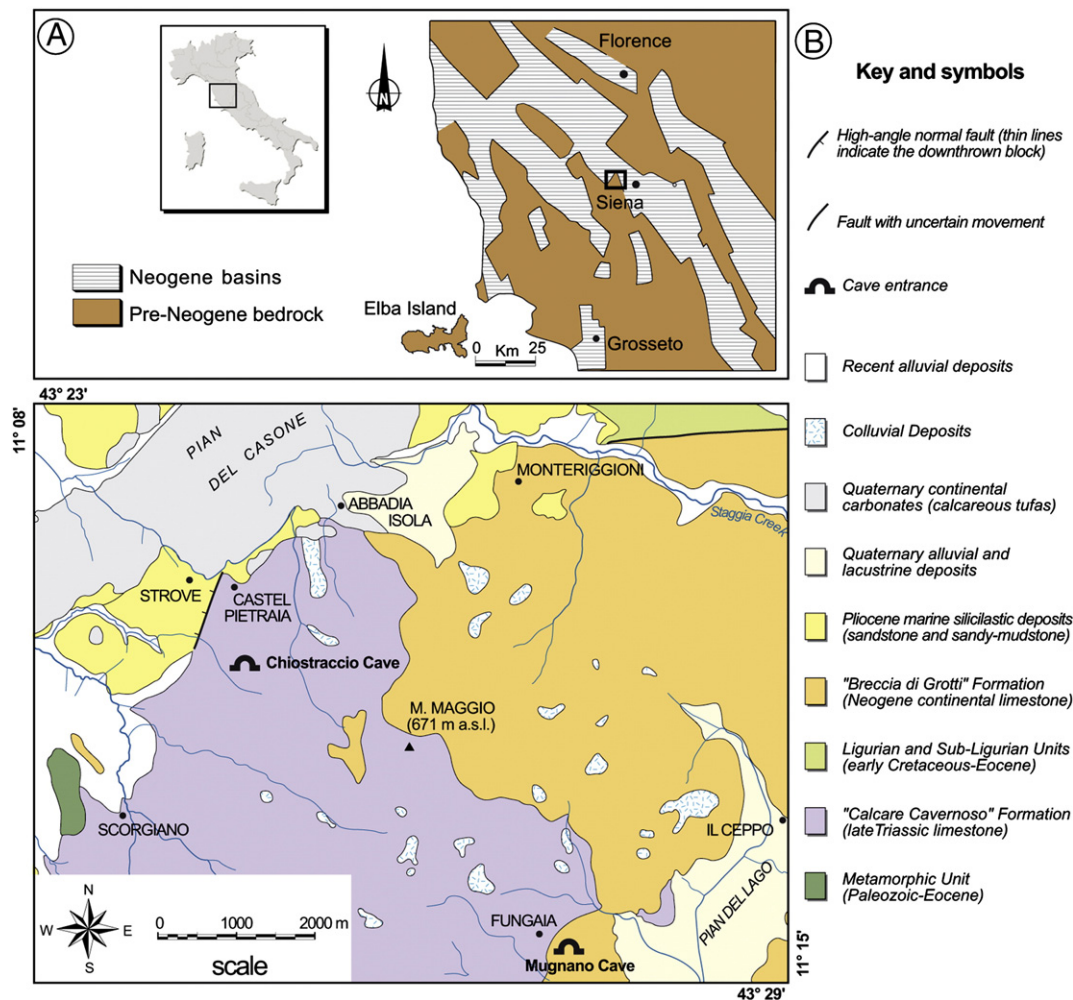 A
Florence
Siena
Neogene basins
Pre-Neogene bedrock
Elba Island
0 Km 25
Grosseto
N
43° 23'
11° 08'
PIAN
DEL CASONE
MONTERIGGIONI
ABBADIA
ISOLA
Staggia Creek
STROVE
CASTEL
PIETRAIA
Chiostraccio Cave
M. MAGGIO
(671 m a.s.l.)
SCORGIANO
IL CEPPO
PIAN DEL LAGO
FUNGAIA
Mugnano Cave
N
W E
S
0 1000 2000 m
scale
11° 15'
43° 29'
B
Key and symbols
High-angle normal fault (thin lines
indicate the downthrown block)
Fault with uncertain movement
Cave entrance
Recent alluvial deposits
Colluvial Deposits
Quaternary continental
carbonates (calcareous tufas)
Quaternary alluvial and
lacustrine deposits
Pliocene marine silicilastic deposits
(sandstone and sandy-mudstone)
"Breccia di Grotti" Formation
(Neogene continental limestone)
Ligurian and Sub-Ligurian Units
(early Cretaceous-Eocene)
"Calcare Cavernoso" Formation
(lateTriassic limestone)
Metamorphic Unit
(Paleozoic-Eocene)